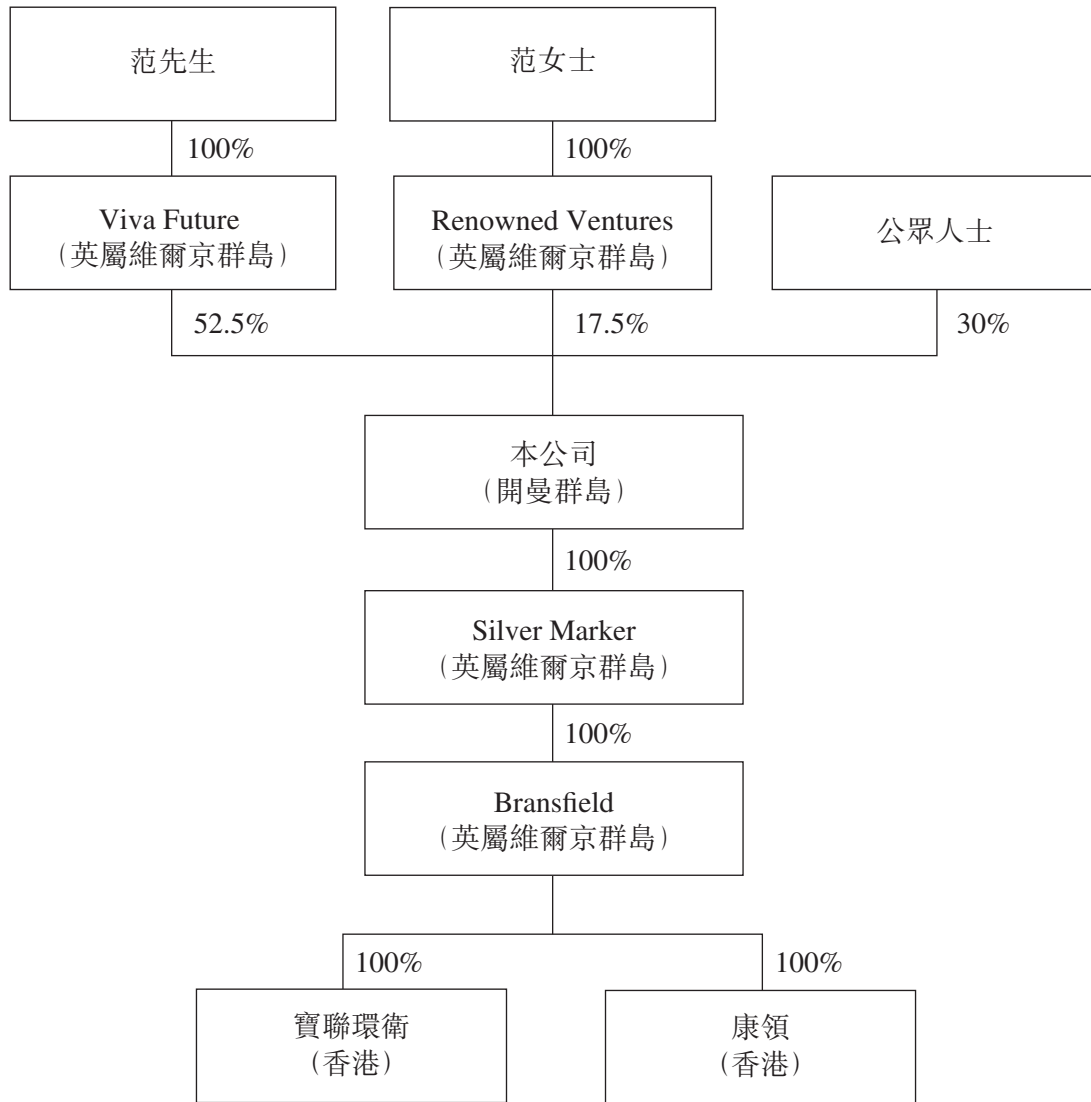 范先生
范女士
100%
100%
Viva Future
（英屬維爾京群島）
Renowned Ventures
（英屬維爾京群島）
公眾人士
52.5%
17.5%
30%
本公司
（開曼群島）
100%
Silver Marker
（英屬維爾京群島）
100%
Bransfield
（英屬維爾京群島）
100%
100%
寶聯環衛
（香港）
康領
（香港）